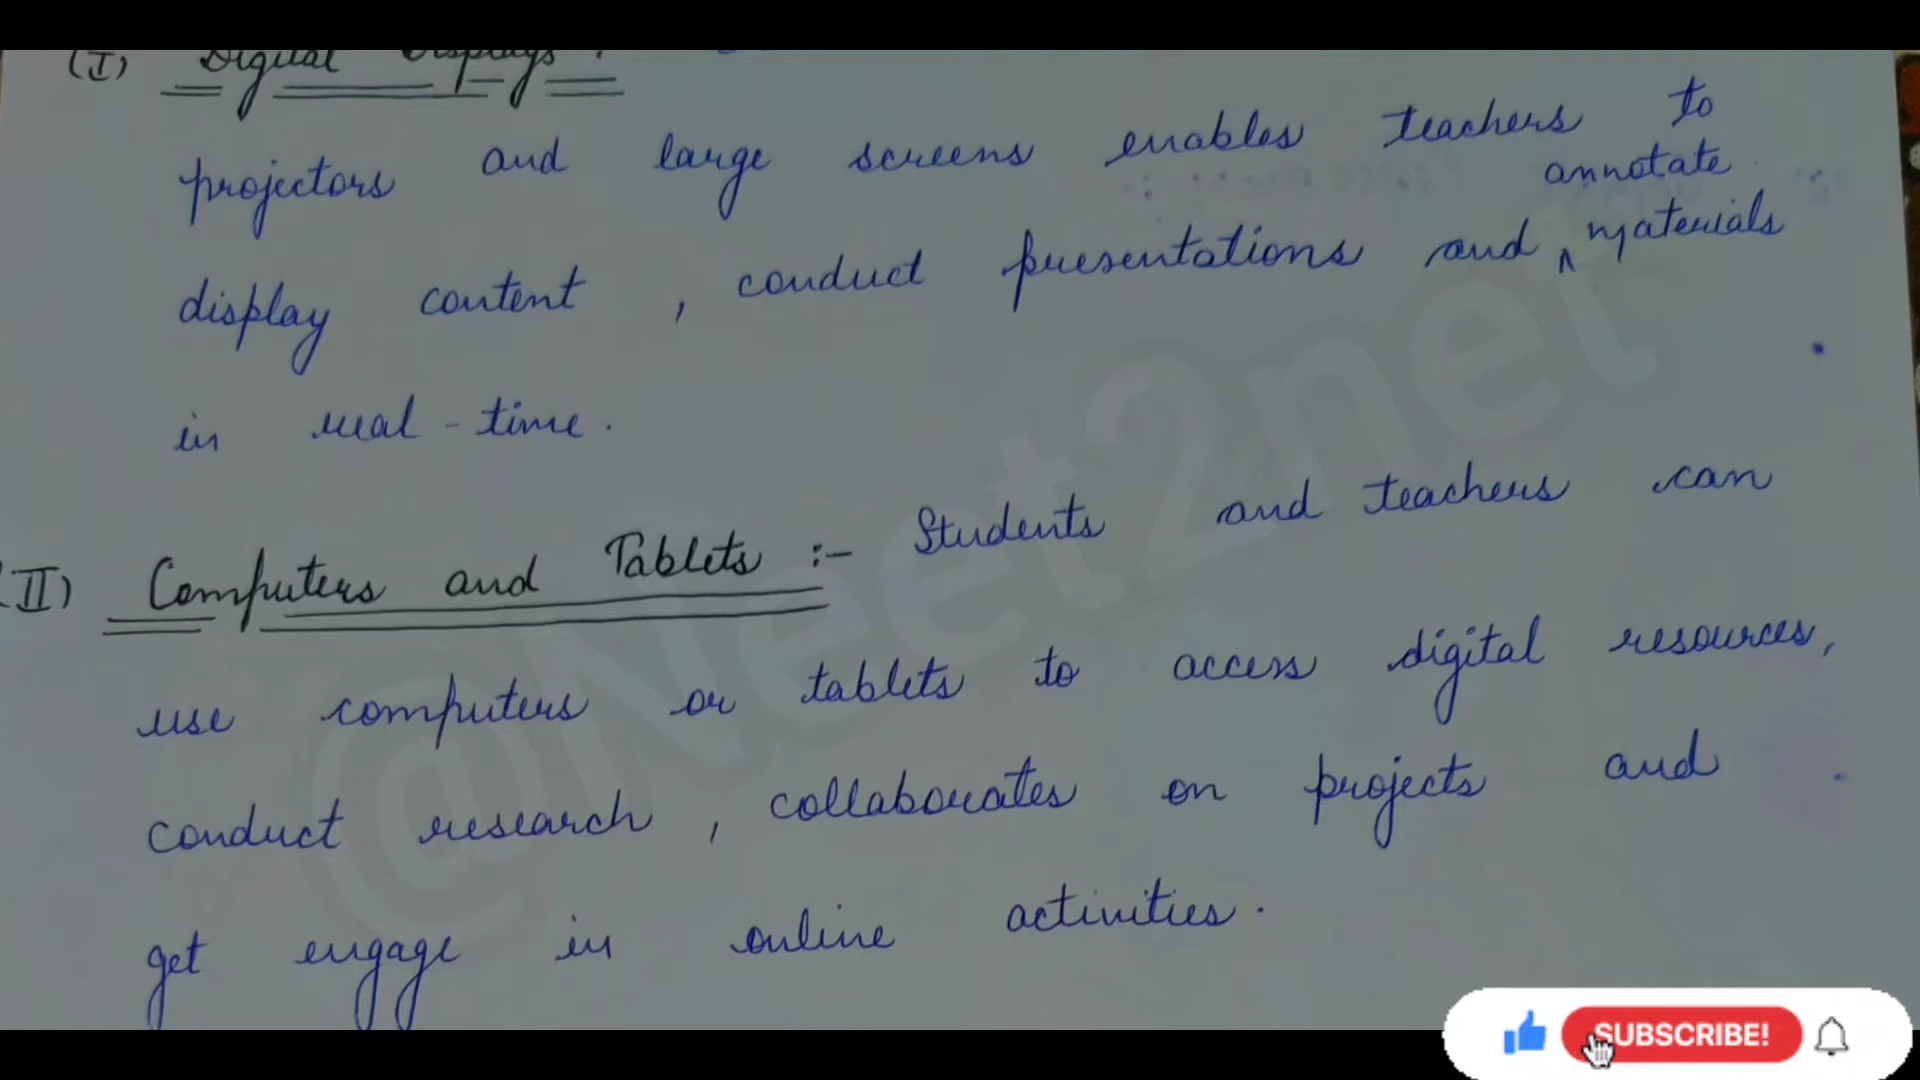 (I) Digital Displays :
projectors and large screens enables teachers to
annotate
display content , conduct presentations and ^ materials
in real-time.
(II) Computers and Tablets :- Students and teachers can
use computers or tablets to access digital resources,
conduct research , collaborates on projects and
get engage in online activities.
@Neet2net
SUBSCRIBE!